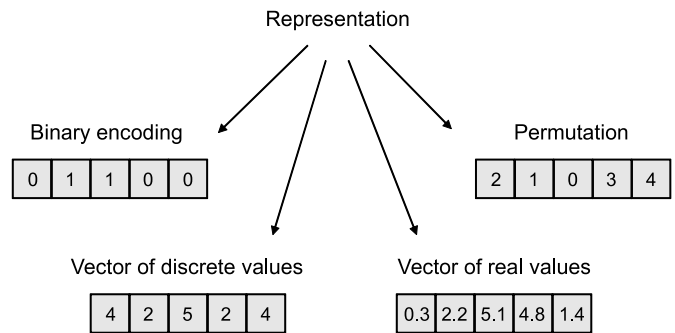 Representation
Binary encoding
0 1 1 0 0
Permutation
2 1 0 3 4
Vector of discrete values
4 2 5 2 4
Vector of real values
0.3 2.2 5.1 4.8 1.4